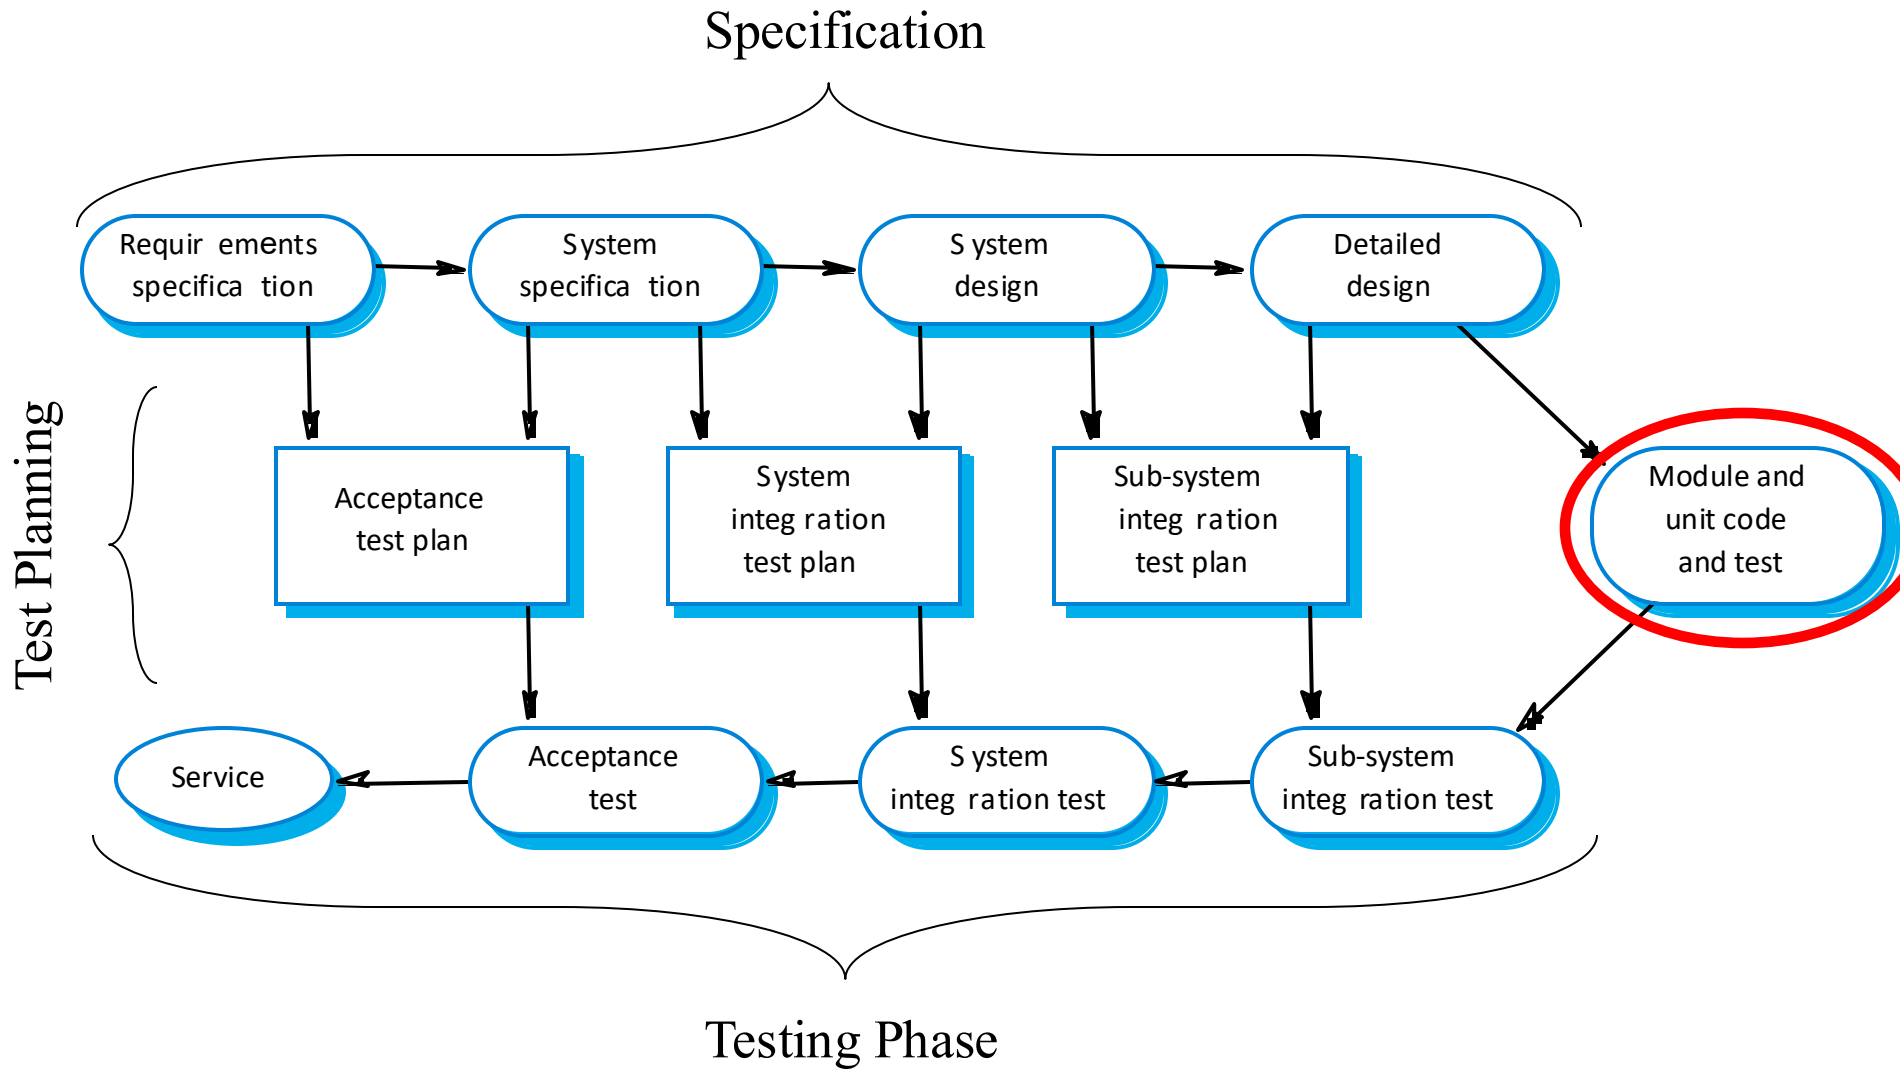 Specification
Requir ements
specifica tion
System
specifica tion
S ystem
design
Detailed
design
Test Planning
Acceptance
test plan
System
integ ration
test plan
Sub-system
integ ration
test plan
Module and
unit code
and test
Service
Acceptance
test
S ystem
integ ration test
Sub-system
integ ration test
Testing Phase